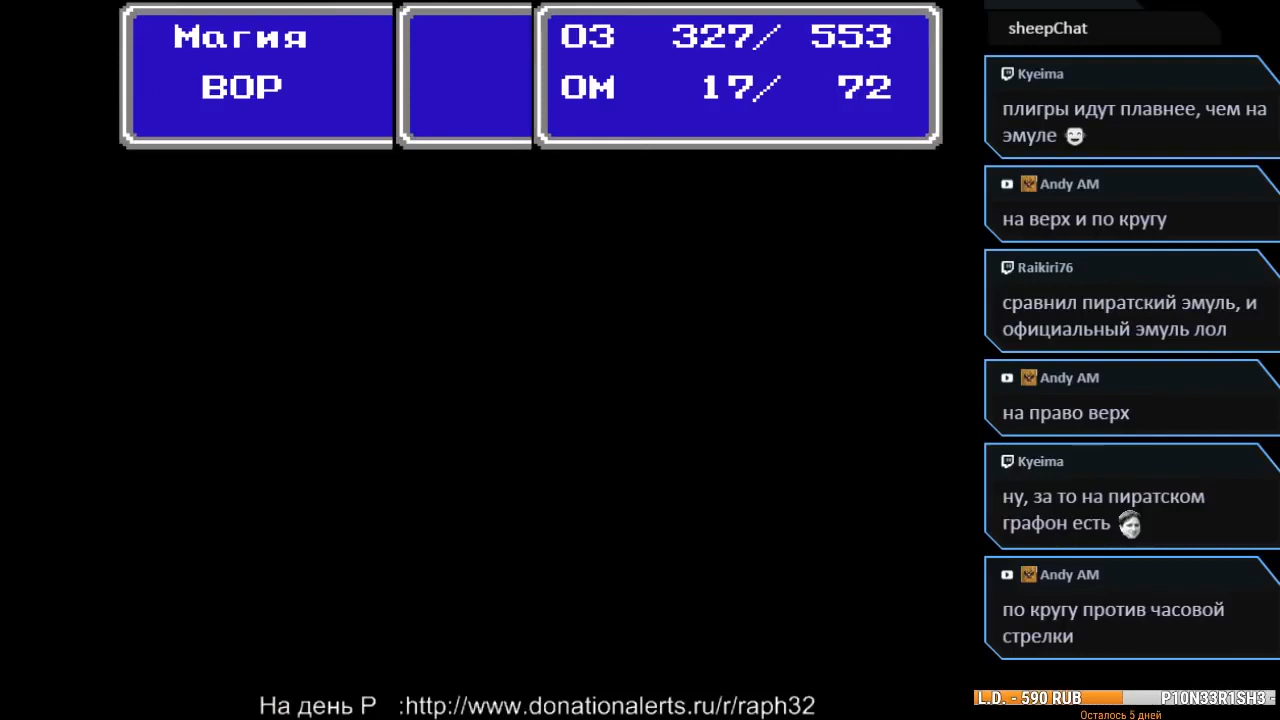 Магия
ВОР
ОЗ 327/ 553
ОМ 17/ 72
sheepChat
Kyeima
плигры идут плавнее, чем на
эмуле
Andy AM
на верх и по кругу
Raikiri76
сравнил пиратский эмуль, и
официальный эмуль лол
Andy AM
на право верх
Kyeima
ну, за то на пиратском
графон есть
Andy AM
по кругу против часовой
стрелки
На день Р :http://www.donationalerts.ru/r/raph32
L.D. - 590 RUB P10N33R1SH3 -
Осталось 5 дней